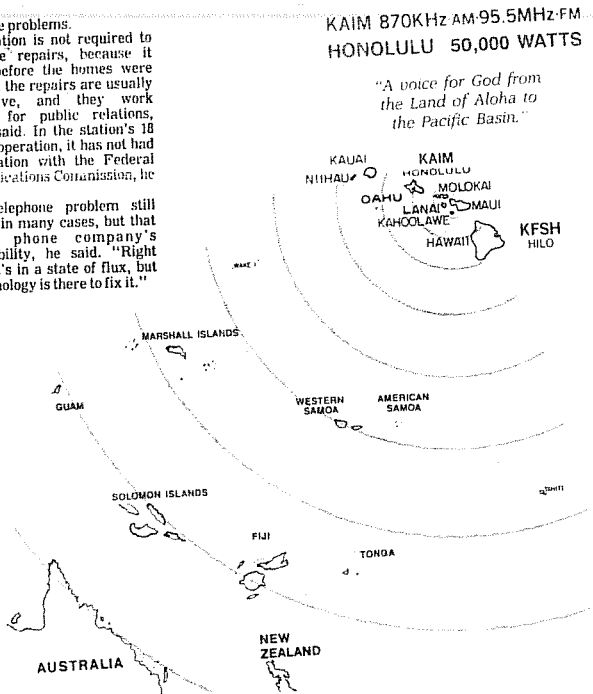 e problems.
tion is not required to
e repairs, because it
efore the homes were
the repairs are usually
ve, and they work
for public relations,
said. In the station's 18
operation, it has not had
ation with the Federal
ications Commission, he
elephone problem still
in many cases, but that
phone company's
bility, he said. "Right
's in a state of flux, but
nology is there to fix it."
KAIM 870KHz·AM·95.5MHz·FM
HONOLULU 50,000 WATTS
"A voice for God from
the Land of Aloha to
the Pacific Basin."
KAUAI
KAIM
HONOLULU
NIIHAU
MOLOKAI
OAHU
LANAI
MAUI
KAHOOLAWE
HAWAII
KFSH
HILO
WAKE I
MARSHALL ISLANDS
GUAM
WESTERN
SAMOA
AMERICAN
SAMOA
TAHITI
SOLOMON ISLANDS
FIJI
TONGA
NEW
ZEALAND
AUSTRALIA